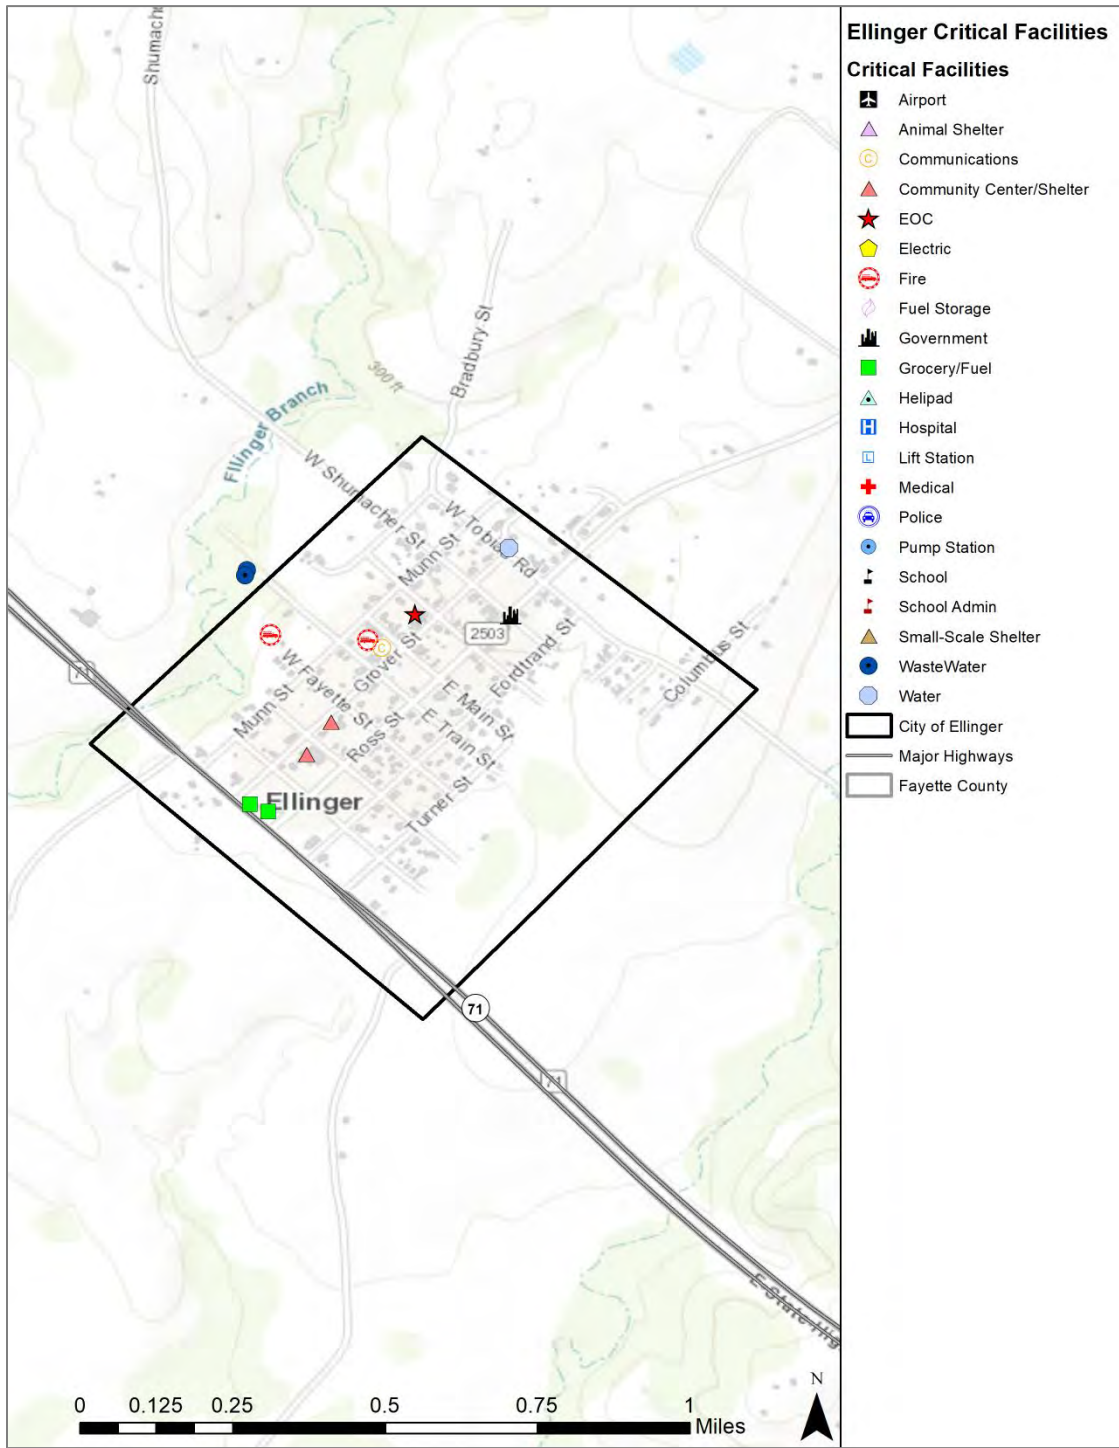 Ellinger Critical Facilities
Critical Facilities
Airport
Animal Shelter
C Communications
Community Center/Shelter
EOC
Electric
Fire
Fuel Storage
Government
Grocery/Fuel
Helipad
H Hospital
L Lift Station
Medical
Police
Pump Station
School
School Admin
Small-Scale Shelter
WasteWater
Water
City of Ellinger
Major Highways
Fayette County
Shumache
Bradbury St
300 ft
Ellinger Branch
W Shumacher St
W Tobias Rd
Munn St
2503
Grover St
C
Fordtrand St
Columbus St
W Fayette St
E Main St
E Train St
Munn St
Ross St
Turner St
71
Ellinger
71
71
E State Hig
N
0 0.125 0.25 0.5 0.75 1
Miles